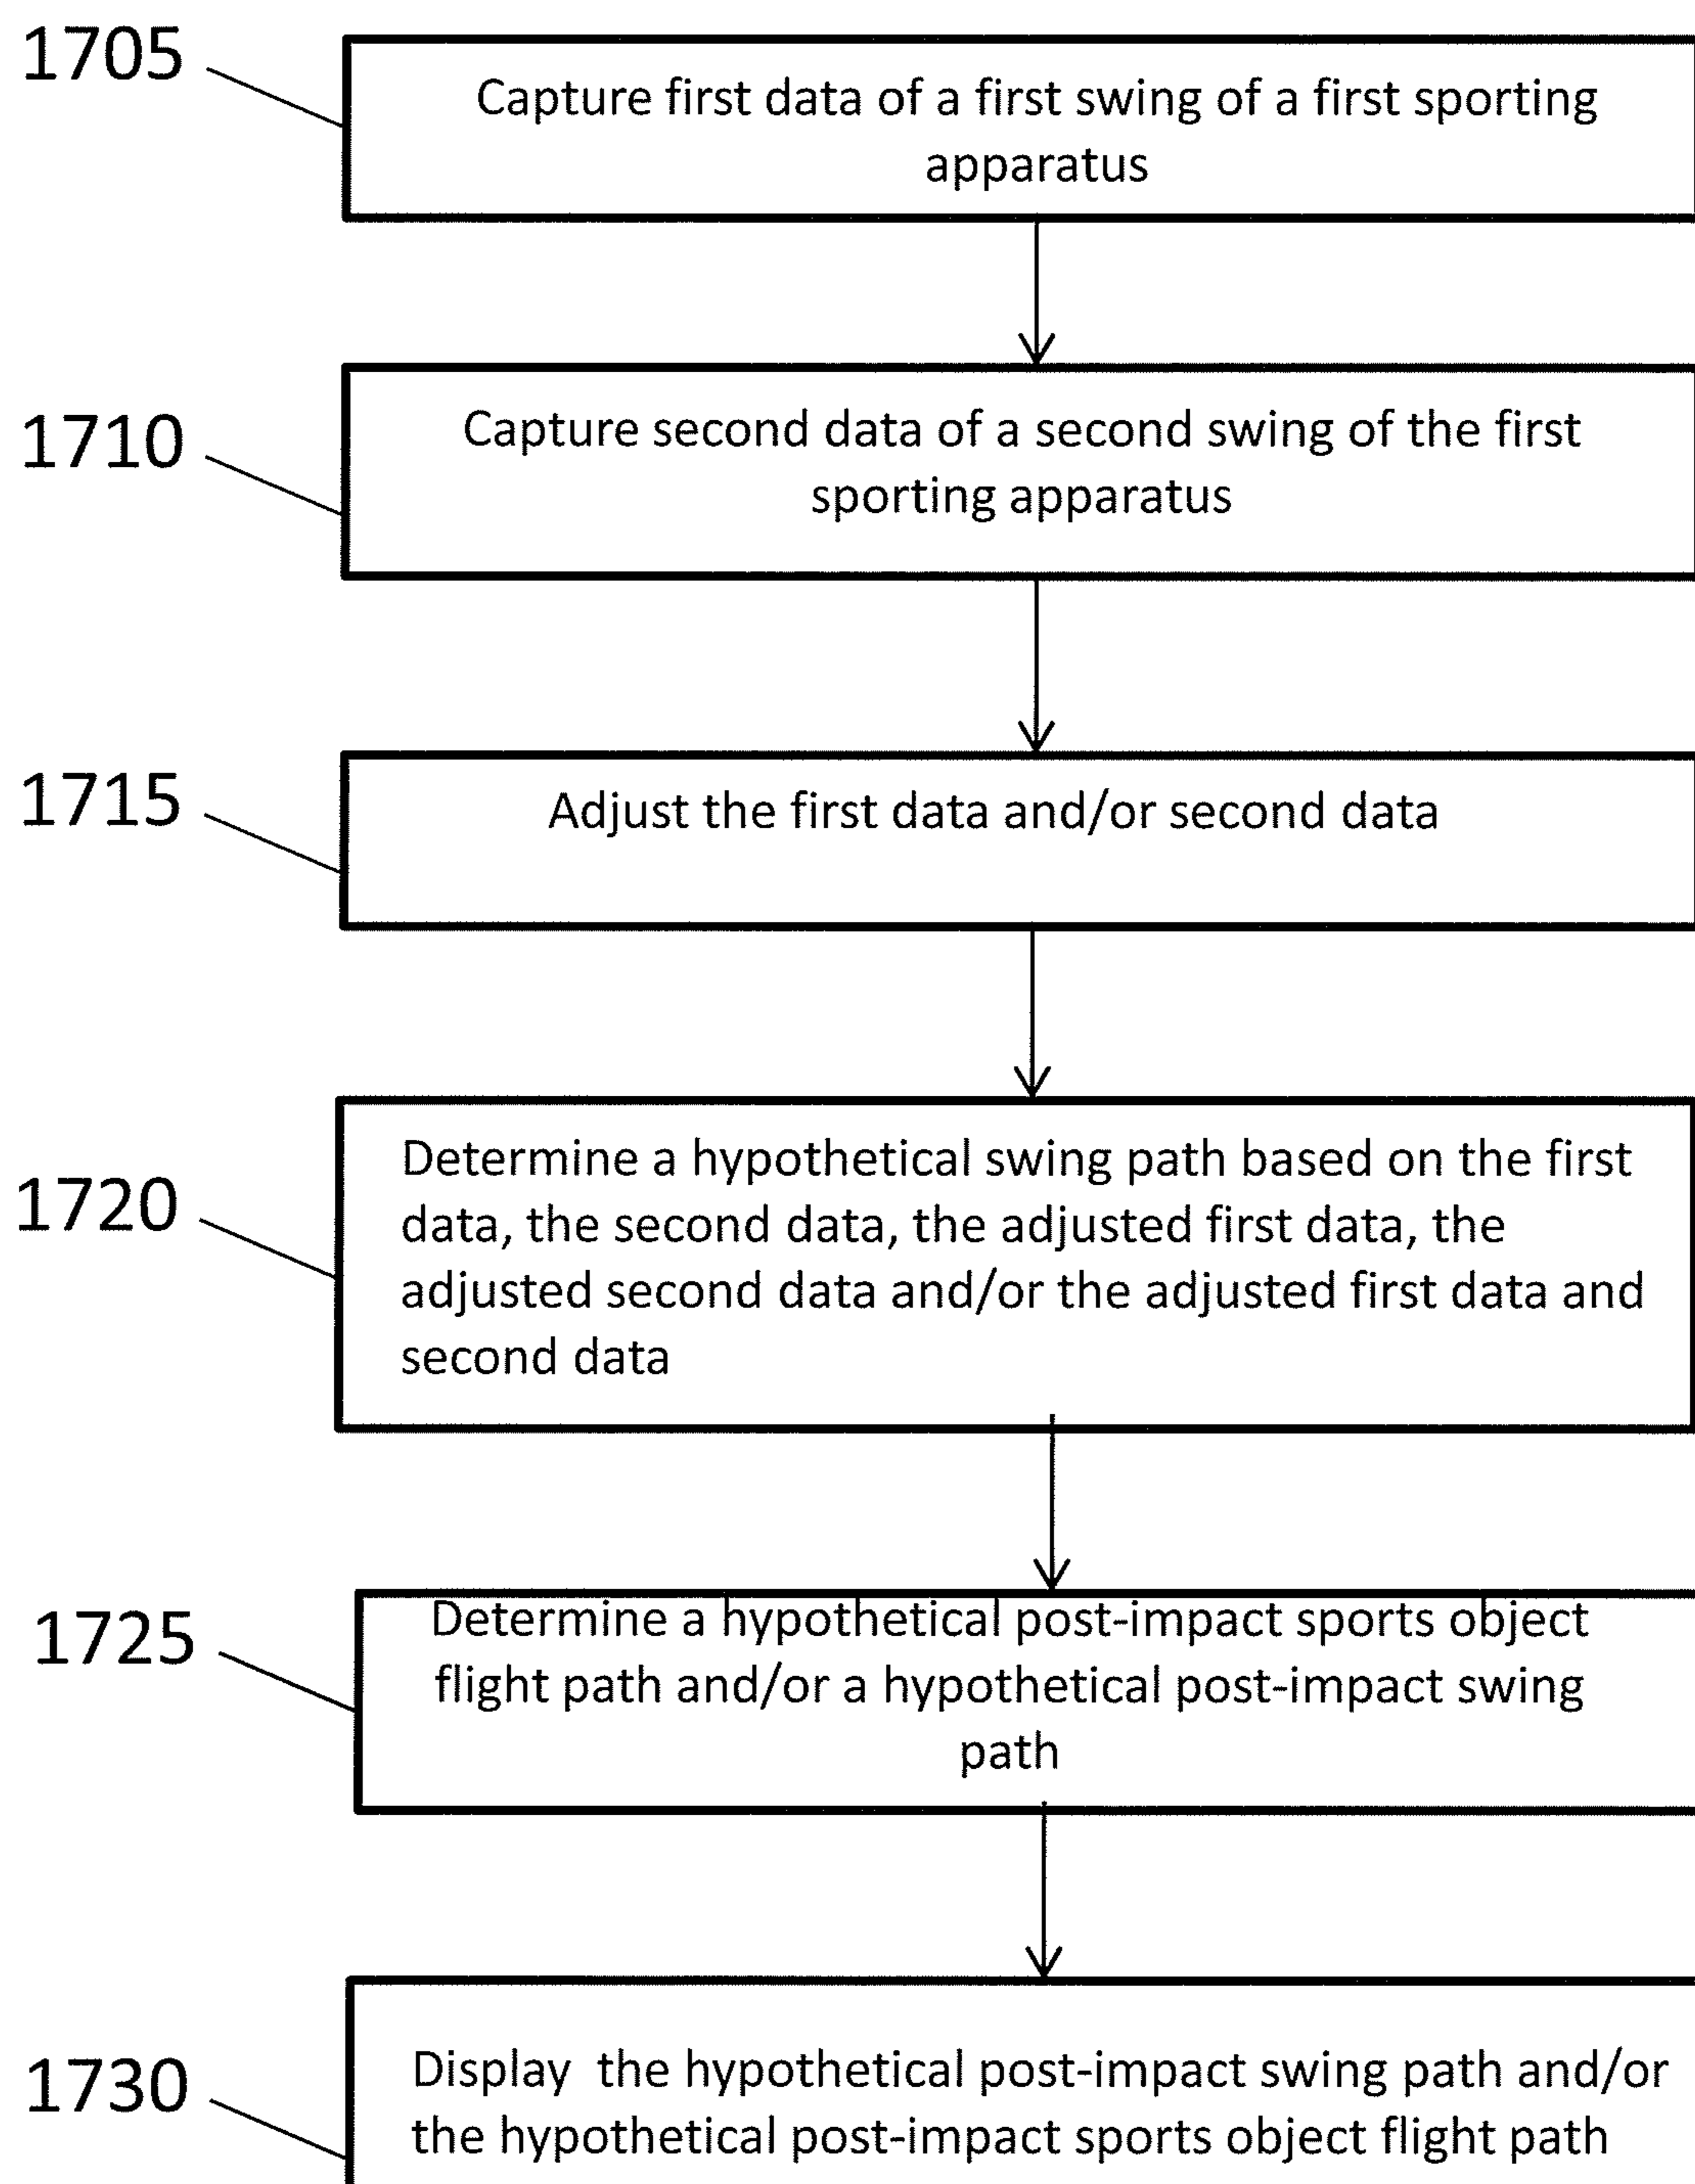 1705
Capture first data of a first swing of a first sporting
apparatus
1710
Capture second data of a second swing of the first
sporting apparatus
1715
Adjust the first data and/or second data
1720
Determine a hypothetical swing path based on the first
data, the second data, the adjusted first data, the
adjusted second data and/or the adjusted first data and
second data
1725
Determine a hypothetical post-impact sports object
flight path and/or a hypothetical post-impact swing
path
1730
Display the hypothetical post-impact swing path and/or
the hypothetical post-impact sports object flight path